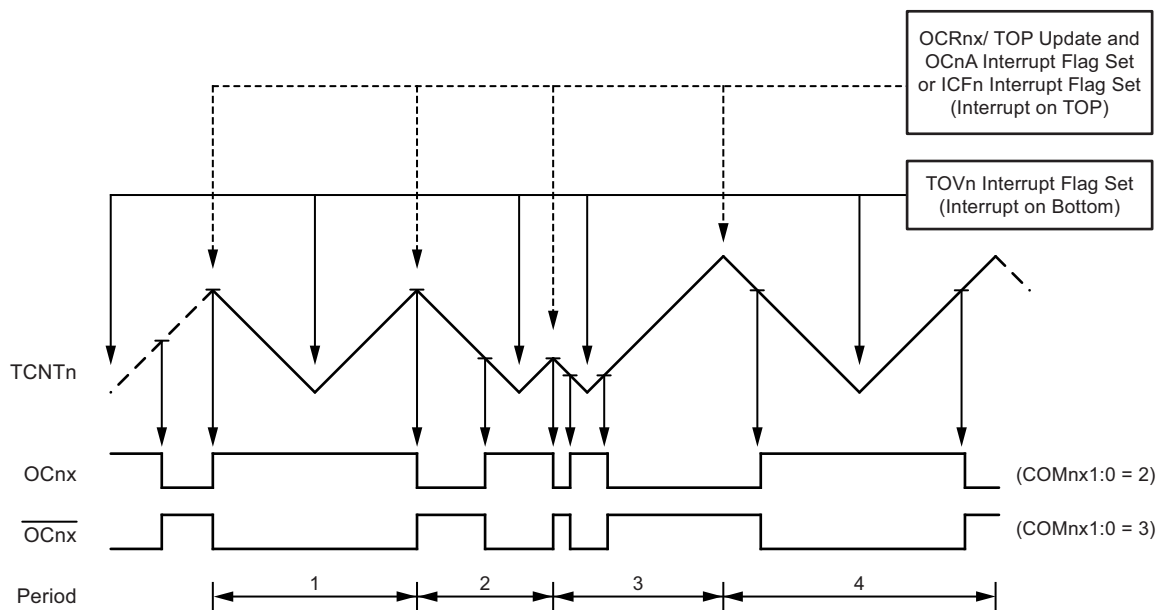 OCRnx/ TOP Update and
OCnA Interrupt Flag Set
or ICFn Interrupt Flag Set
(Interrupt on TOP)
TOVn Interrupt Flag Set
(Interrupt on Bottom)
TCNTn
OCnx
(COMnx1:0 = 2)
OCnx
(COMnx1:0 = 3)
Period
1
2
3
4